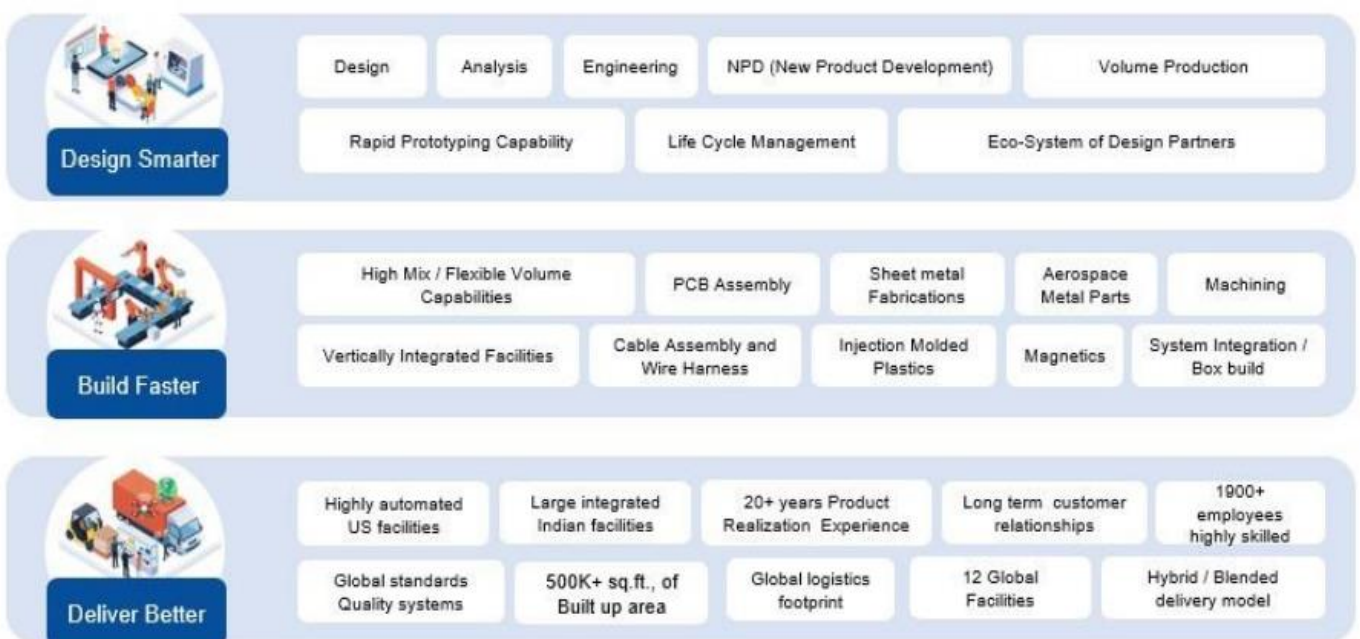 Design Smarter
Design
Analysis
Engineering
NPD (New Product Development)
Volume Production
Rapid Prototyping Capability
Life Cycle Management
Eco-System of Design Partners
Build Faster
High Mix / Flexible Volume
Capabilities
PCB Assembly
Sheet metal
Fabrications
Aerospace
Metal Parts
Machining
Vertically Integrated Facilities
Cable Assembly and
Wire Harness
Injection Molded
Plastics
Magnetics
System Integration /
Box build
Deliver Better
Highly automated
US facilities
Large integrated
Indian facilities
20+ years Product
Realization Experience
Long term customer
relationships
1900+
employees
highly skilled
Global standards
Quality systems
500K+ sq.ft., of
Built up area
Global logistics
footprint
12 Global
Facilities
Hybrid / Blended
delivery model